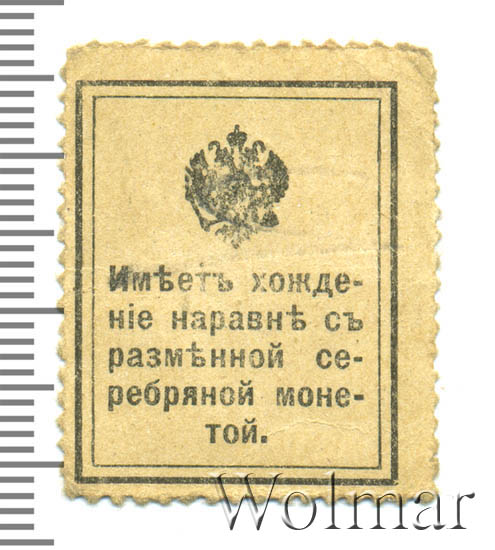 Имѣетъ хожде-
ніе наравнѣ съ
размѣнной се-
ребряной моне-
той.
Wolmar